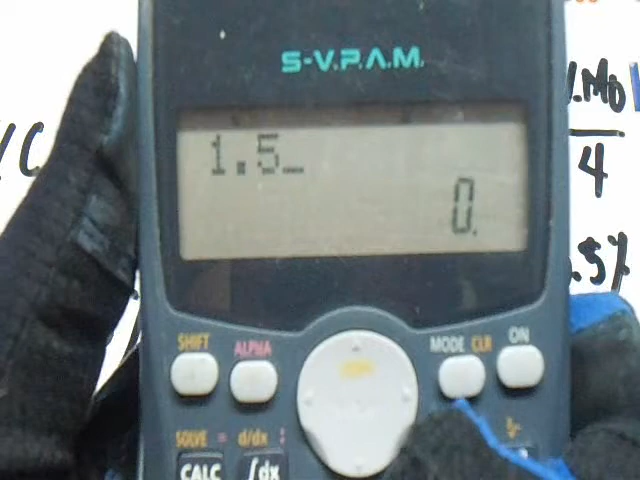 S-V.P.A.M.
1.5_
0.
SHIFT
ALPHA
MODE CLR
ON
SOLVE =
d/dx :
CALC
∫dx
4